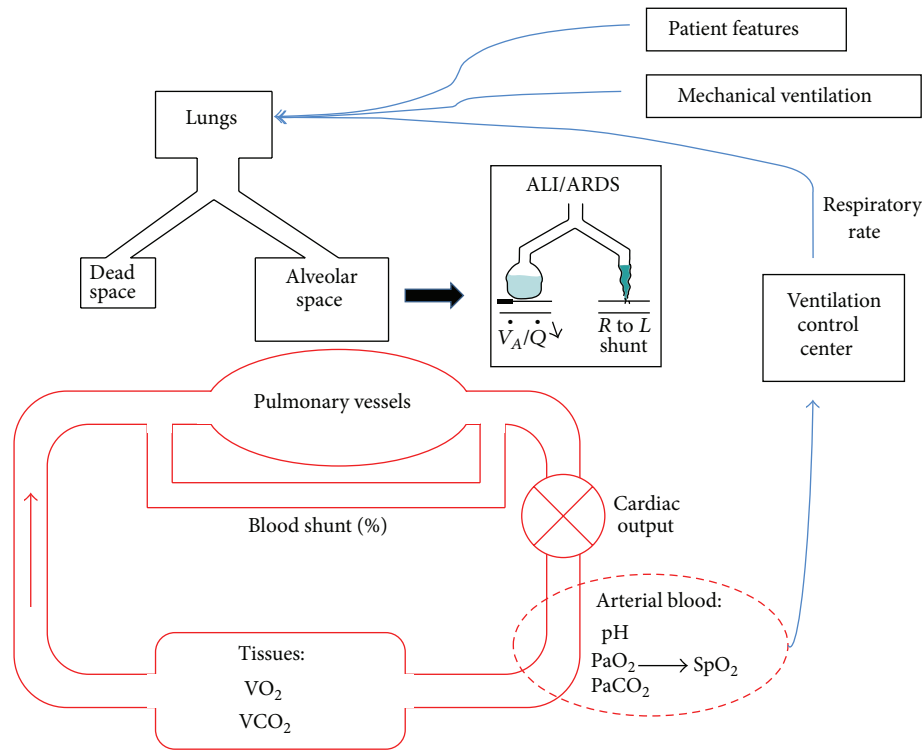 Patient features
Mechanical ventilation
Lungs
ALI/ARDS
Respiratory
rate
Dead
space
Alveolar
space
V̇_A/Q̇ ↘
R to L
shunt
Ventilation
control
center
Pulmonary vessels
Blood shunt (%)
Cardiac
output
Arterial blood:
pH
PaO₂ → SpO₂
PaCO₂
Tissues:
VO₂
VCO₂